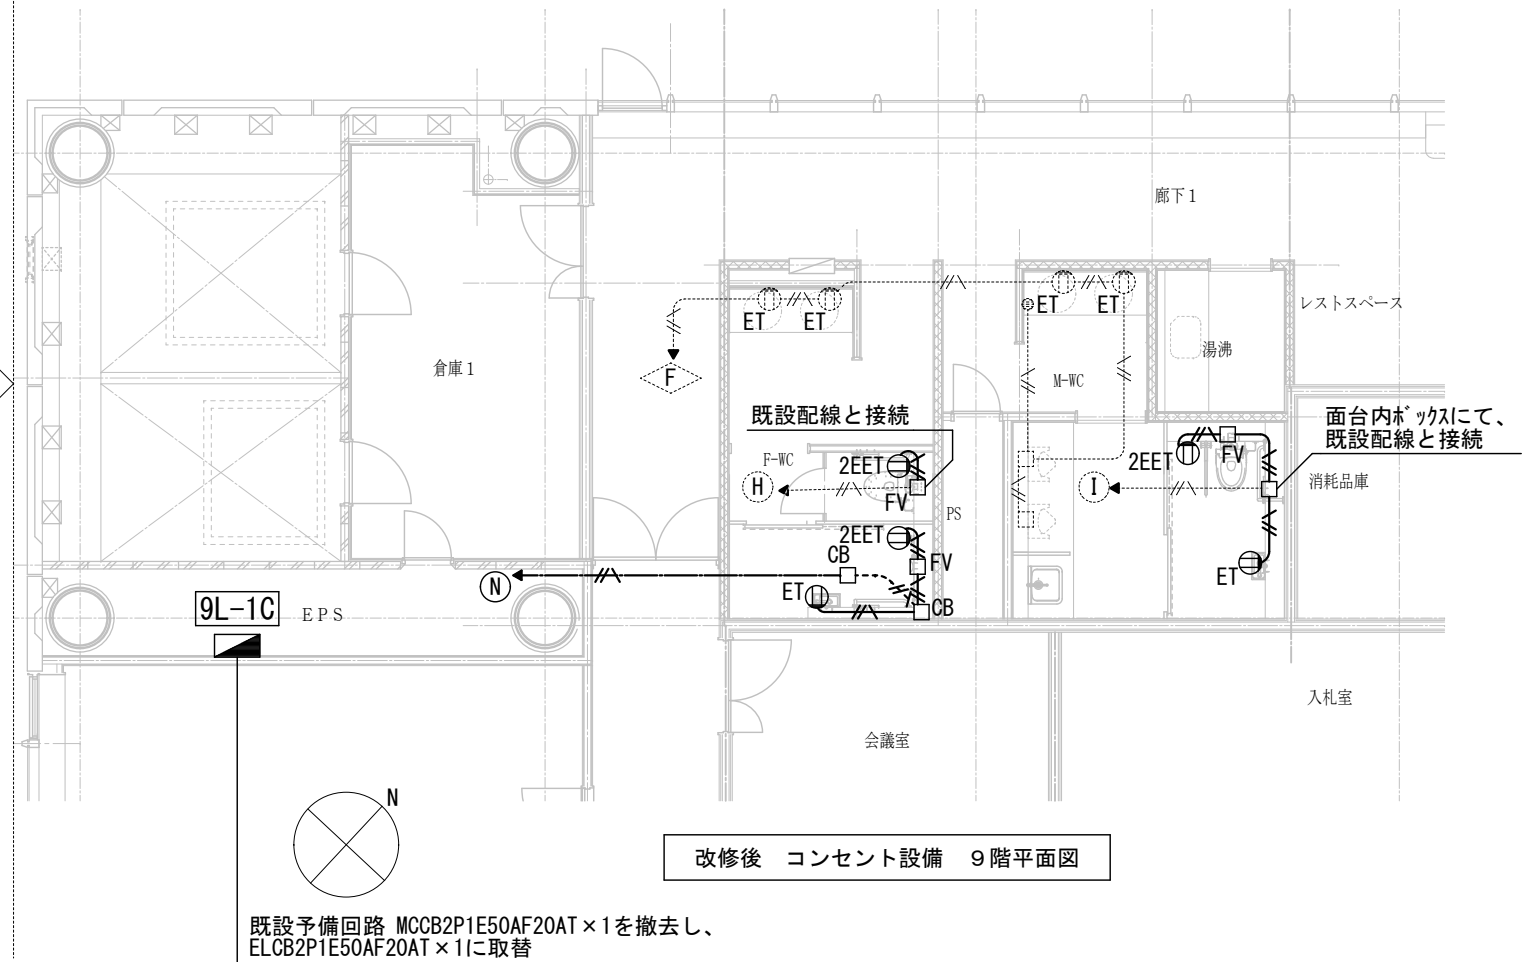 廊下1
レストスペース
ET
ET
ET
ET
湯沸
倉庫1
F
M-WC
既設配線と接続
面台内ボックスにて、
既設配線と接続
F-WC
2EET
2EET
FV
H
I
消耗品庫
FV
PS
2EET
CB
FV
ET
N
ET
CB
9L-1C
EPS
入札室
会議室
N
改修後 コンセント設備 9階平面図
既設予備回路 MCCB2P1E50AF20AT×1を撤去し、
ELCB2P1E50AF20AT×1に取替